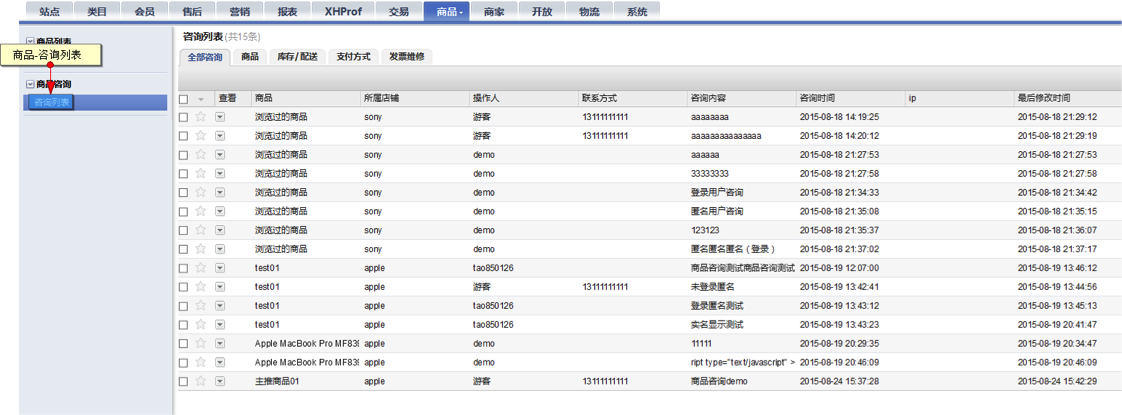 站点 类目 会员 售后 营销 报表 XHProf 交易 商品 商家 开放 物流 系统
商品列表
商品-咨询列表
商品咨询
咨询列表
咨询列表 (共15条)
全部咨询 商品 库存/配送 支付方式 发票维修
查看 商品 所属店铺 操作人 联系方式 咨询内容 咨询时间 ip 最后修改时间
浏览过的商品 sony 游客 13111111111 aaaaaaaa 2015-08-18 14:19:25 2015-08-18 21:29:12
浏览过的商品 sony 游客 13111111111 aaaaaaaaaaaaaaa 2015-08-18 14:20:12 2015-08-18 21:29:19
浏览过的商品 sony demo aaaaaa 2015-08-18 21:27:53 2015-08-18 21:27:53
浏览过的商品 sony demo 33333333 2015-08-18 21:27:58 2015-08-18 21:27:58
浏览过的商品 sony demo 登录用户咨询 2015-08-18 21:34:33 2015-08-18 21:34:42
浏览过的商品 sony demo 匿名用户咨询 2015-08-18 21:35:08 2015-08-18 21:35:15
浏览过的商品 sony demo 123123 2015-08-18 21:35:37 2015-08-18 21:36:07
浏览过的商品 sony demo 匿名匿名匿名（登录） 2015-08-18 21:37:02 2015-08-18 21:37:17
test01 apple tao850126 商品咨询测试商品咨询测试 2015-08-19 12:07:00 2015-08-19 13:46:12
test01 apple 游客 13111111111 未登录匿名 2015-08-19 13:42:41 2015-08-19 13:44:56
test01 apple tao850126 登录匿名测试 2015-08-19 13:43:12 2015-08-19 13:45:13
test01 apple tao850126 实名显示测试 2015-08-19 13:43:23 2015-08-19 20:41:47
Apple MacBook Pro MF839 apple demo 11111 2015-08-19 20:29:35 2015-08-19 20:34:47
Apple MacBook Pro MF839 apple demo ript type="text/javascript" > 2015-08-19 20:46:09 2015-08-19 20:46:09
主推商品01 apple 游客 13111111111 商品咨询demo 2015-08-24 15:37:28 2015-08-24 15:42:29